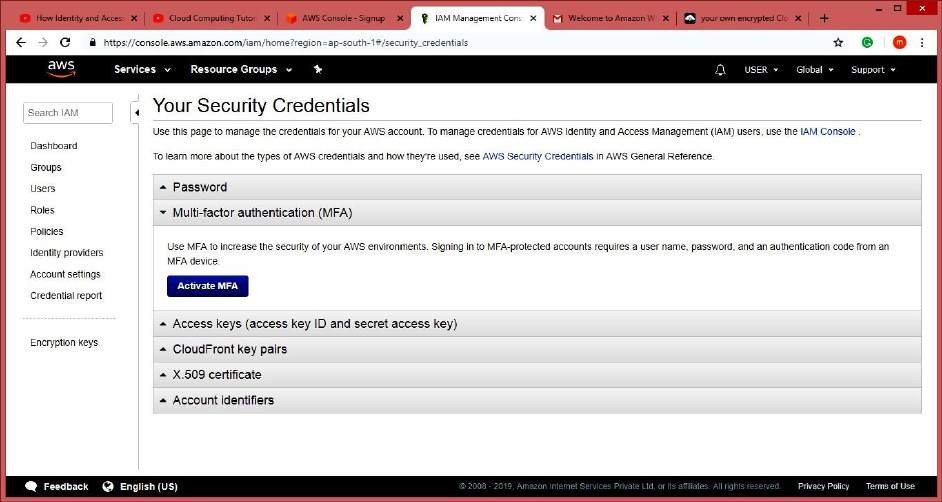 How Identity and Access
Cloud Computing Tutori
AWS Console - Signup
IAM Management Cons
Welcome to Amazon W
your own encrypted Clo
https://console.aws.amazon.com/iam/home?region=ap-south-1#/security_credentials
m
aws
Services
Resource Groups
USER
Global
Support
Search IAM
Dashboard
Groups
Users
Roles
Policies
Identity providers
Account settings
Credential report
Encryption keys
Your Security Credentials
Use this page to manage the credentials for your AWS account. To manage credentials for AWS Identity and Access Management (IAM) users, use the IAM Console .
To learn more about the types of AWS credentials and how they're used, see AWS Security Credentials in AWS General Reference.
Password
Multi-factor authentication (MFA)
Use MFA to increase the security of your AWS environments. Signing in to MFA-protected accounts requires a user name, password, and an authentication code from an
MFA device.
Activate MFA
Access keys (access key ID and secret access key)
CloudFront key pairs
X.509 certificate
Account identifiers
Feedback
English (US)
© 2008 - 2019, Amazon Internet Services Private Ltd. or its affiliates. All rights reserved.
Privacy Policy
Terms of Use